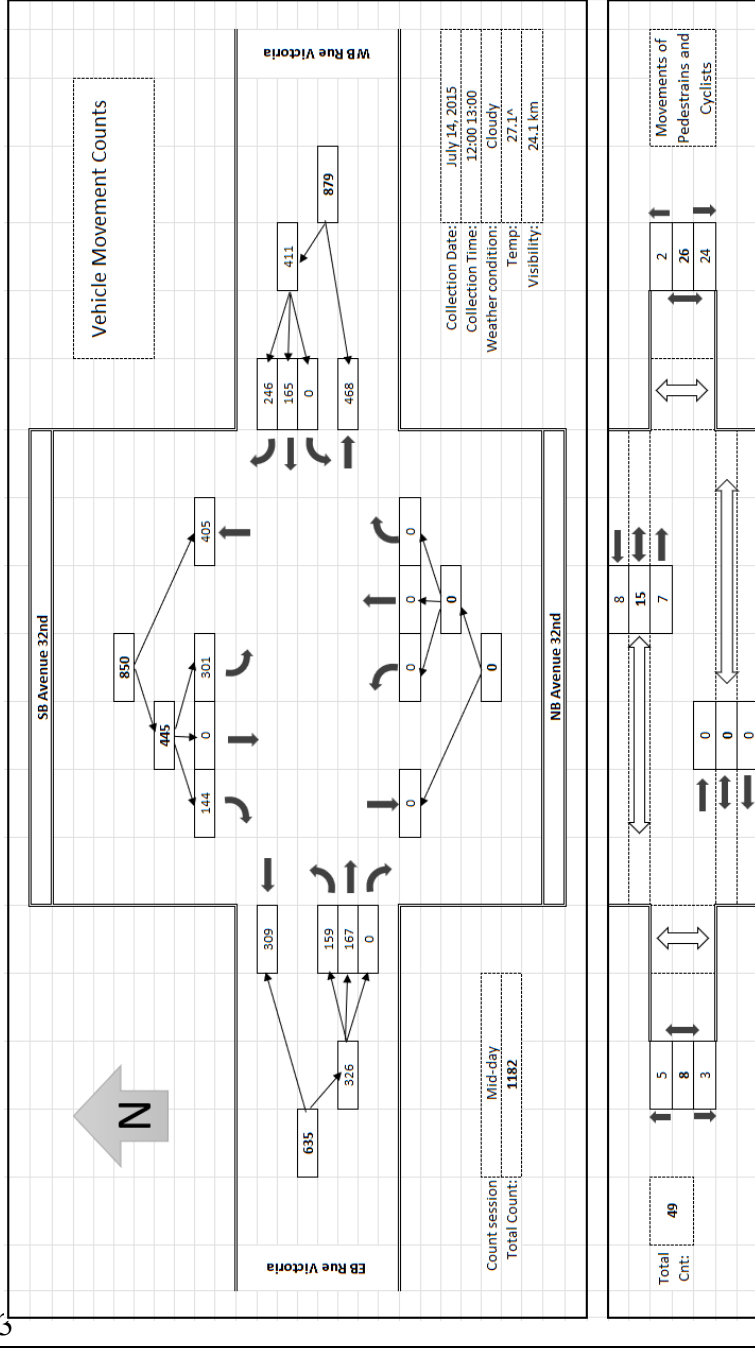 Vehicle Movement Counts
N
SB Avenue 32nd
WB Rue Victoria
850
445
405
144
0
301
309
246
165
0
468
411
879
635
326
159
167
0
0
0
0
0
0
0
NB Avenue 32nd
EB Rue Victoria
Count session Mid-day
Total Count: 1182
Collection Date: July 14, 2015
Collection Time: 12:00 13:00
Weather condition: Cloudy
Temp: 27.1^
Visibility: 24.1 km
Total
Cnt:
49
5
8
3
8
15
7
0
0
0
2
26
24
Movements of
Pedestrains and
Cyclists